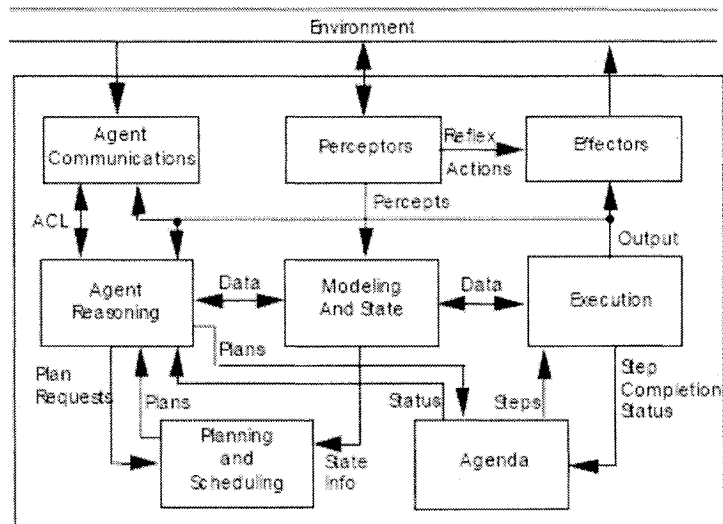 Environment
Agent
Communications
Perceptors
Reflex
Actions
Effectors
ACL
Percepts
Output
Agent
Reasoning
Data
Modeling
And State
Data
Execution
Plans
Plan
Requests
Plans
Status
Steps
Step
Completion
Status
Planning
and
Scheduling
State
Info
Agenda